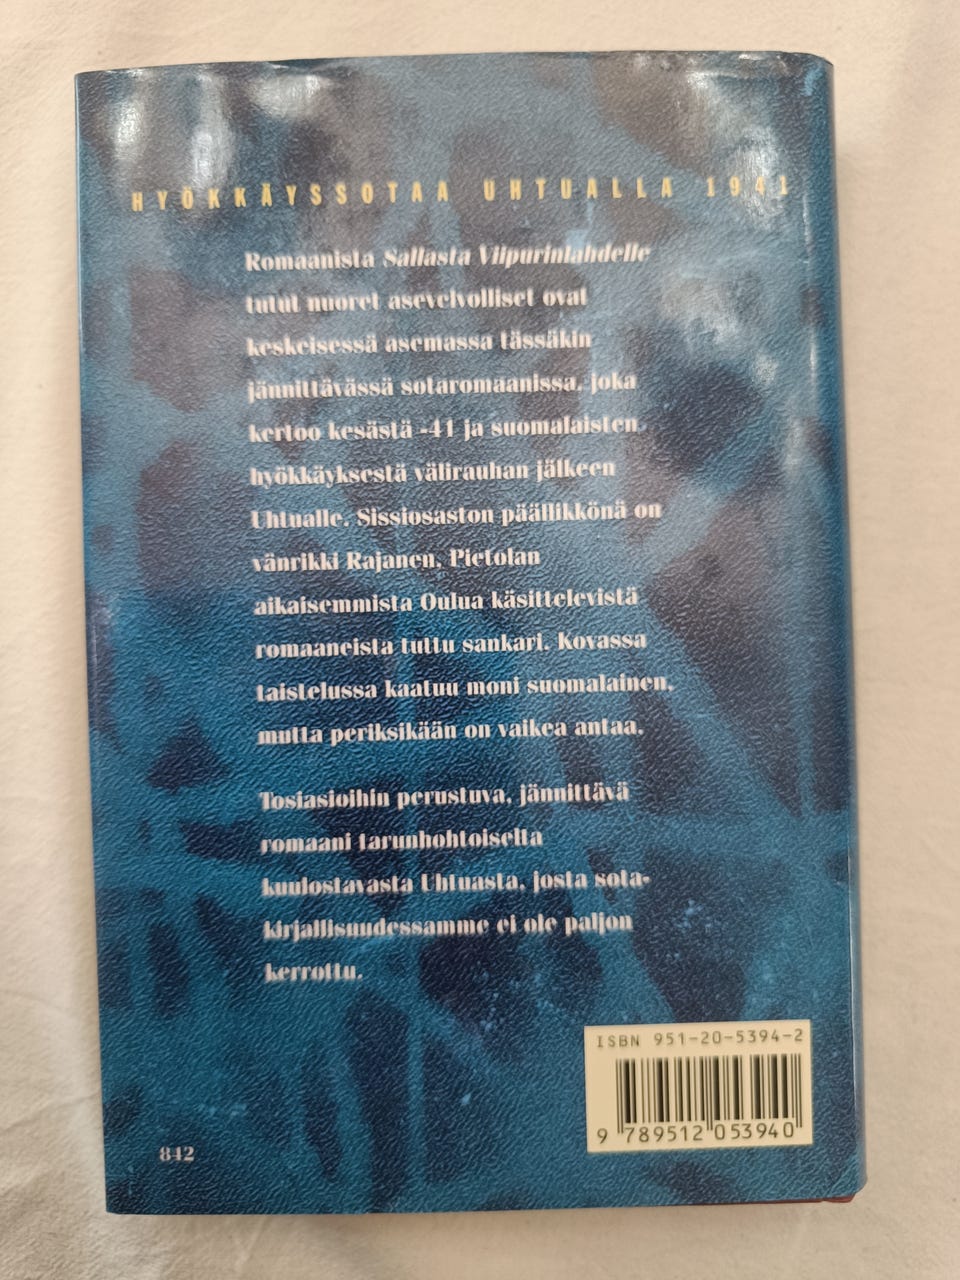 HYÖKKÄYSSOTAA UHTUALLA 1941
Romaanista Sallasta Viipurinlahdelle
tutut nuoret asevelvolliset ovat
keskeisessä asemassa tässäkin
jännittävässä sotaromaanissa, joka
kertoo kesästä -41 ja suomalaisten
hyökkäyksestä välirauhan jälkeen
Uhtualle. Sissiosaston päällikkönä on
vänrikki Rajanen, Pietolan
aikaisemmista Oulua käsittelevistä
romaaneista tuttu sankari. Kovassa
taistelussa kaatuu moni suomalainen,
mutta periksikään on vaikea antaa.
Tosiasioihin perustuva, jännittävä
romaani tarunhohtoiselta
kuulostavasta Uhtuasta, josta sota-
kirjallisuudessamme ei ole paljon
kerrottu.
ISBN 951-20-5394-2
9 789512 053940
842